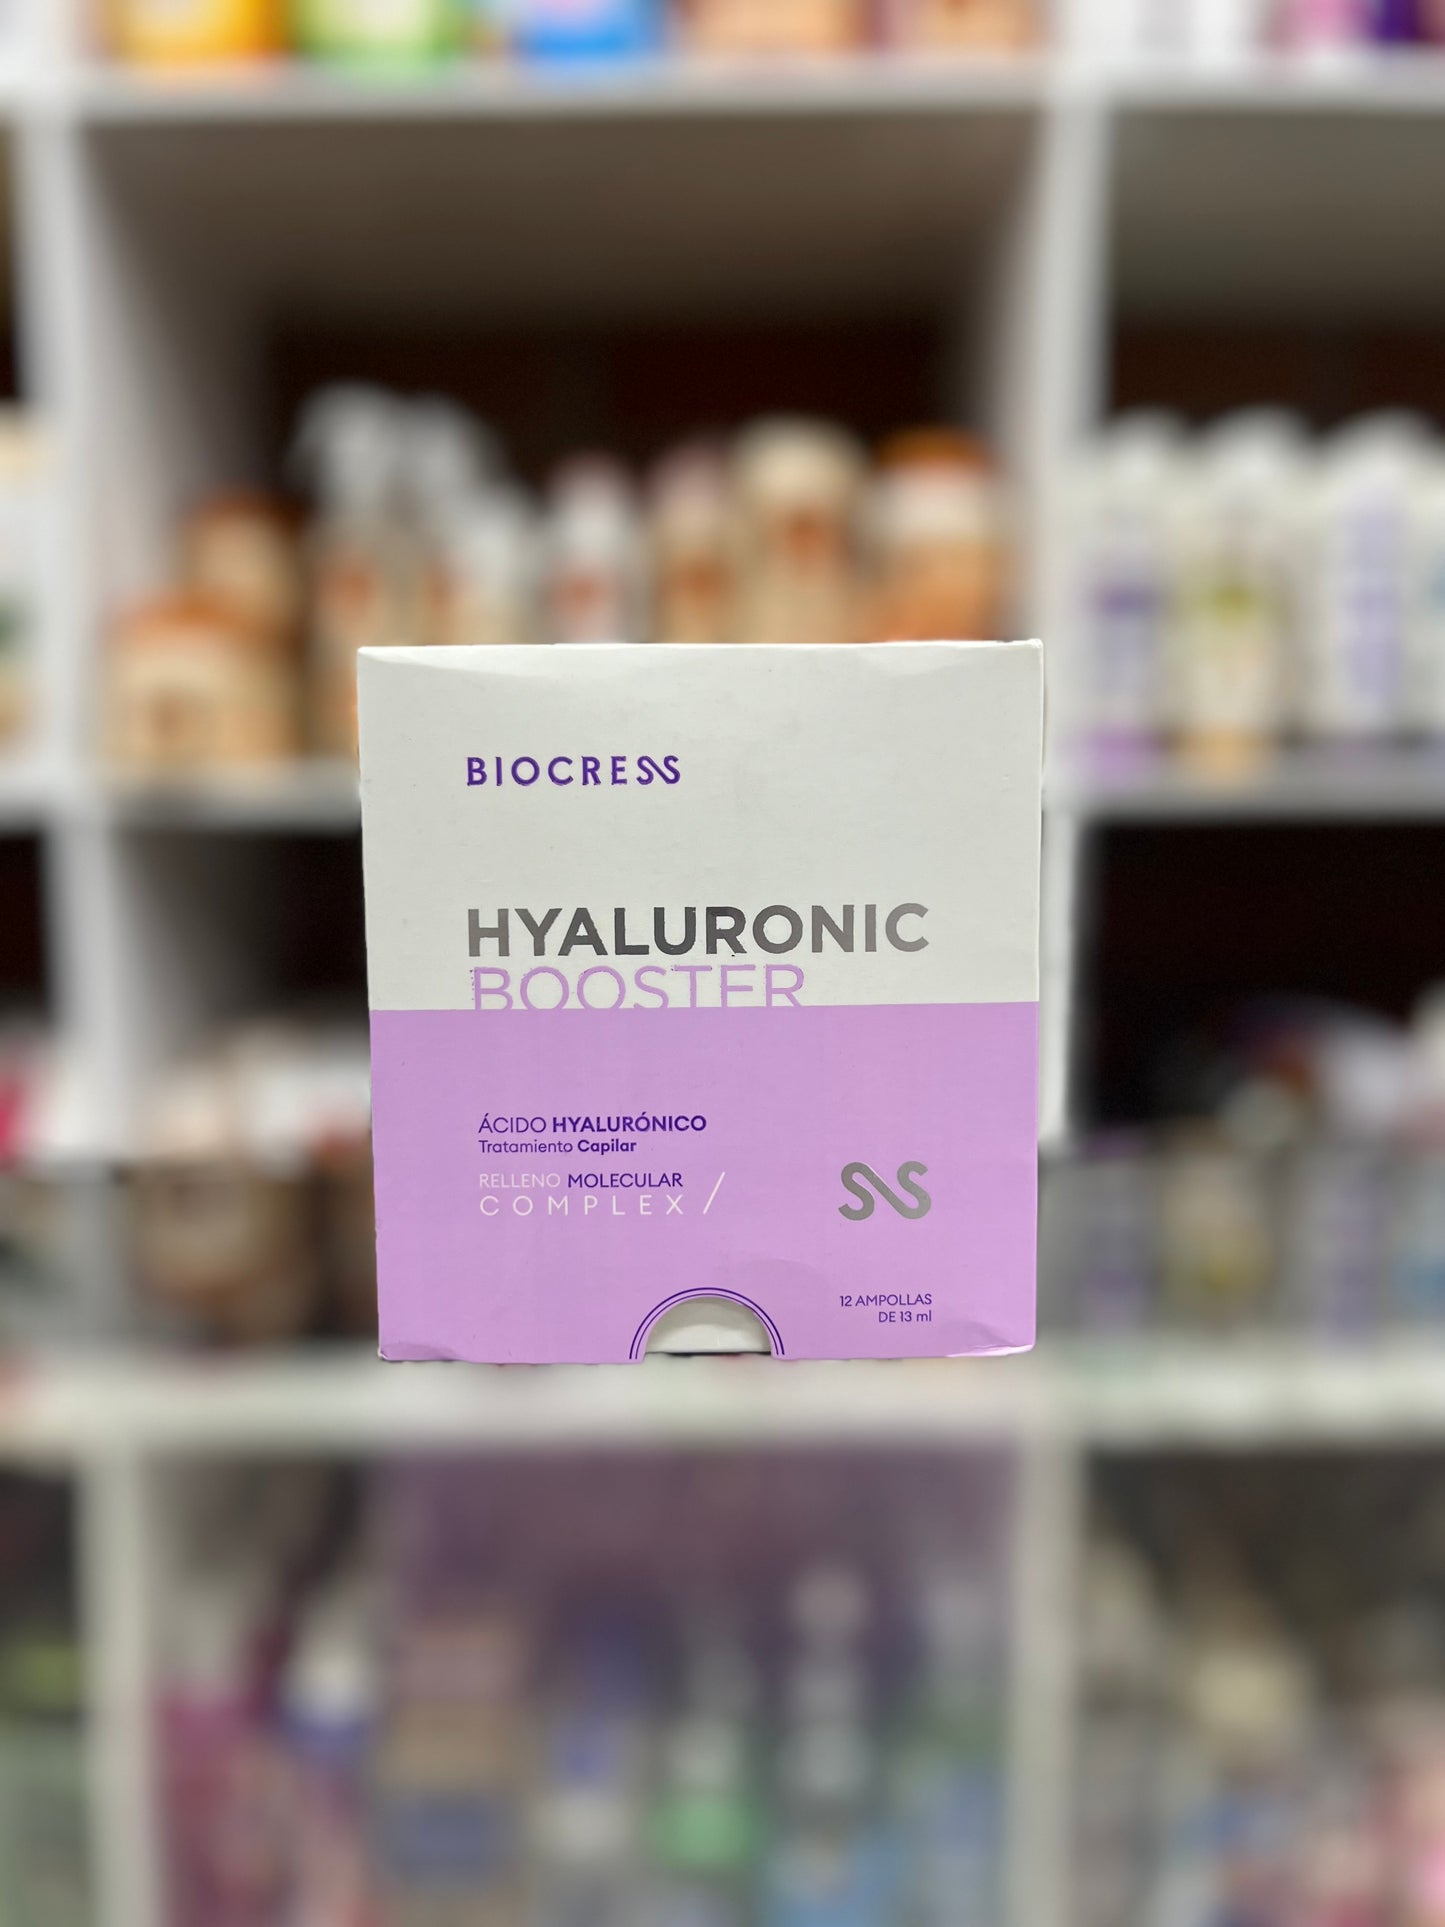 BIOCRESS
HYALURONIC
BOOSTER
ÁCIDO HYALURÓNICO
Tratamiento Capilar
RELLENO MOLECULAR
COMPLEX /
12 AMPOLLAS
DE 13 ml